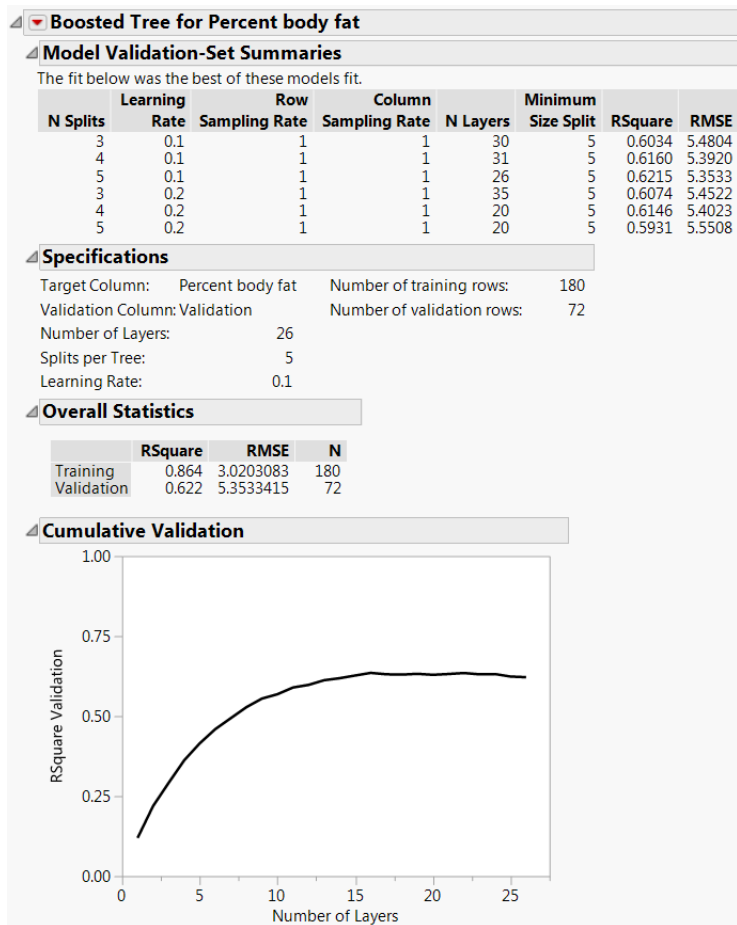 Boosted Tree for Percent body fat
Model Validation-Set Summaries
The fit below was the best of these models fit.
Learning Row Column Minimum
N Splits Rate Sampling Rate Sampling Rate N Layers Size Split RSquare RMSE
3 0.1 1 1 30 5 0.6034 5.4804
4 0.1 1 1 31 5 0.6160 5.3920
5 0.1 1 1 26 5 0.6215 5.3533
3 0.2 1 1 35 5 0.6074 5.4522
4 0.2 1 1 20 5 0.6146 5.4023
5 0.2 1 1 20 5 0.5931 5.5508
Specifications
Target Column: Percent body fat Number of training rows: 180
Validation Column: Validation Number of validation rows: 72
Number of Layers: 26
Splits per Tree: 5
Learning Rate: 0.1
Overall Statistics
RSquare RMSE N
Training 0.864 3.0203083 180
Validation 0.622 5.3533415 72
Cumulative Validation
1.00
0.75
0.50
0.25
0.00
RSquare Validation
0 5 10 15 20 25
Number of Layers